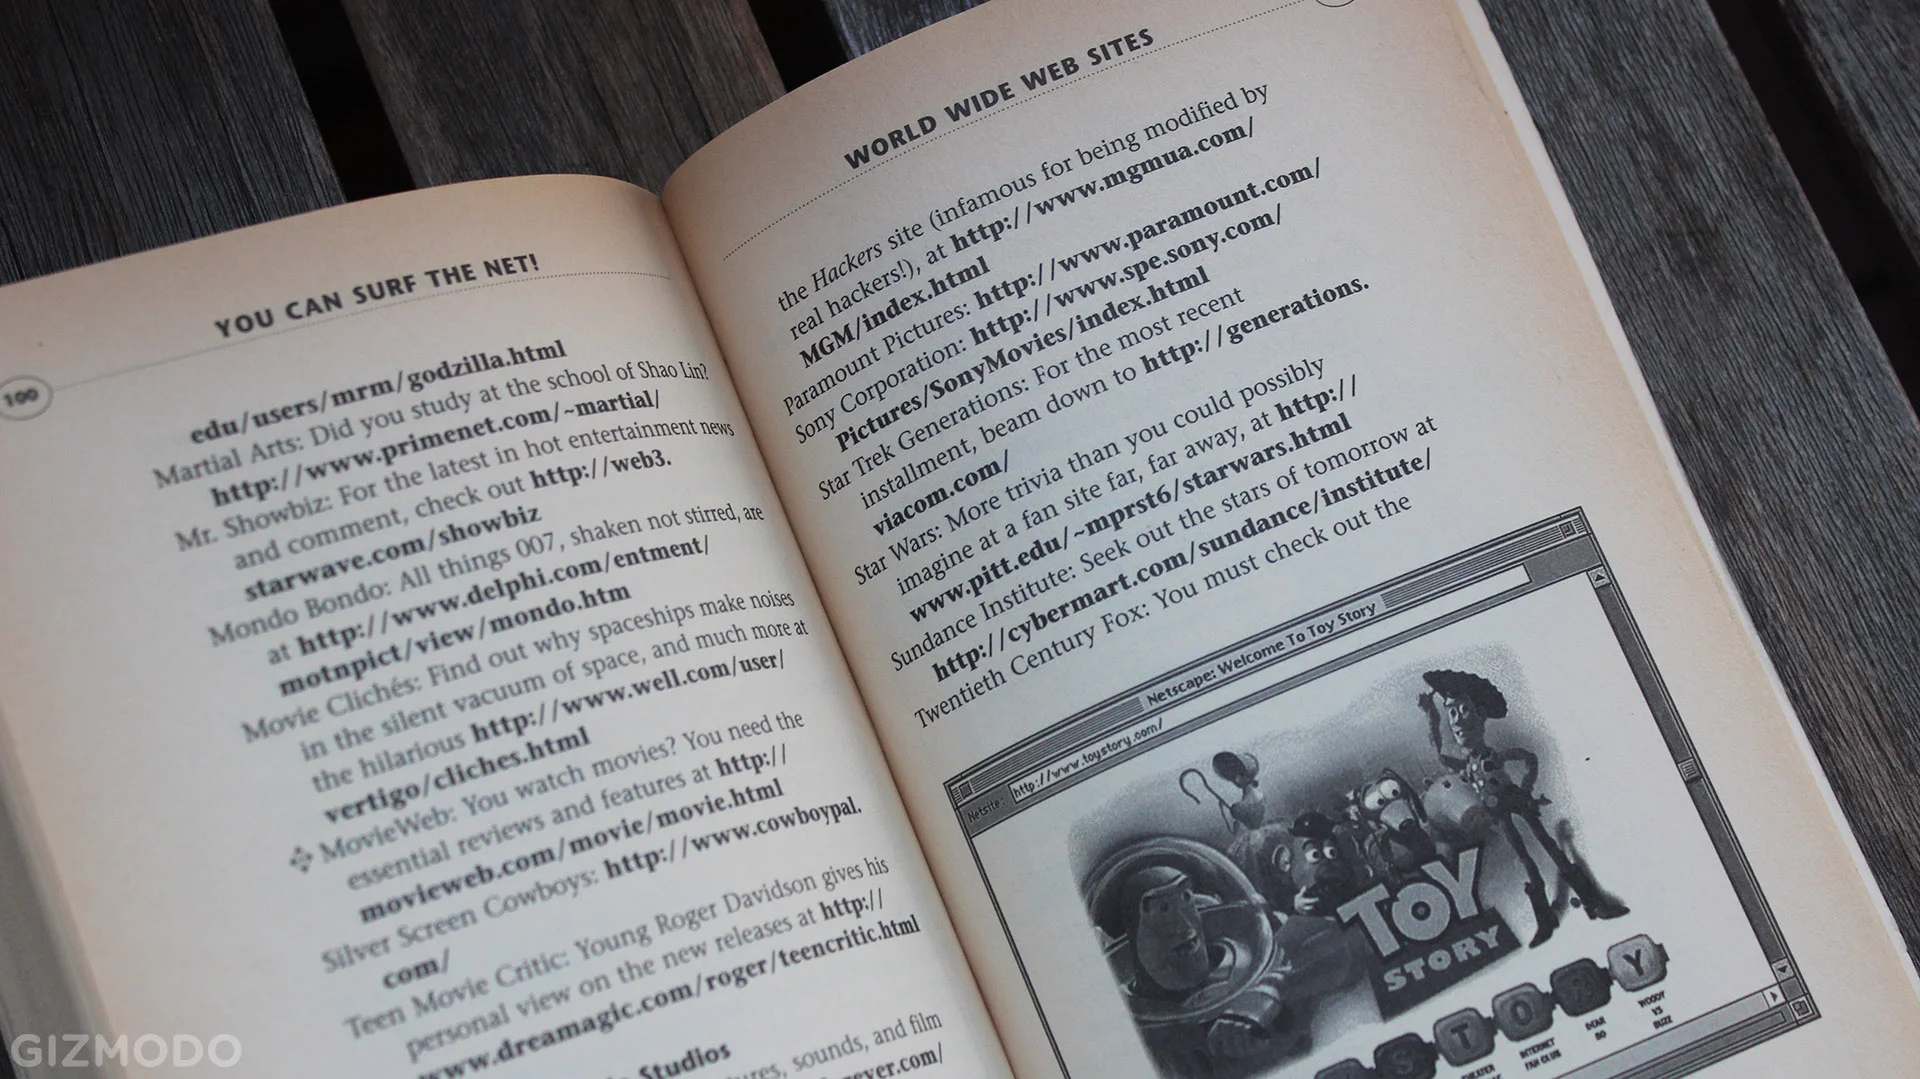 YOU CAN SURF THE NET!
100
edu/users/mrm/godzilla.html
Martial Arts: Did you study at the school of Shao Lin?
http://www.primenet.com/~martial/
Mr. Showbiz: For the latest in hot entertainment news
and comment, check out http://web3.
starwave.com/showbiz
Mondo Bondo: All things 007, shaken not stirred, are
at http://www.delphi.com/entment/
motnpict/view/mondo.htm
Movie Clichés: Find out why spaceships make noises
in the silent vacuum of space, and much more at
the hilarious http://www.well.com/user/
vertigo/cliches.html
MovieWeb: You watch movies? You need the
essential reviews and features at http://
movieweb.com/movie/movie.html
Silver Screen Cowboys: http://www.cowboypal.
com/
Teen Movie Critic: Young Roger Davidson gives his
personal view on the new releases at http://
www.dreamagic.com/roger/teencritic.html
Studios
sounds, and film
WORLD WIDE WEB SITES
the Hackers site (infamous for being modified by
real hackers!), at http://www.mgmua.com/
MGM/index.html
Paramount Pictures: http://www.paramount.com/
Sony Corporation: http://www.spe.sony.com/
Pictures/SonyMovies/index.html
Star Trek Generations: For the most recent
installment, beam down to http://generations.
viacom.com/
Star Wars: More trivia than you could possibly
imagine at a fan site far, far away, at http://
www.pitt.edu/~mprst6/starwars.html
Sundance Institute: Seek out the stars of tomorrow at
http://cybermart.com/sundance/institute/
Twentieth Century Fox: You must check out the
Netscape: Welcome To Toy Story
Netsite: http://www.toystory.com/
TOY
STORY
S T O R Y
INTERNET
FAN CLUB
DEAR
BO
WOODY
VS
BUZZ
GIZMODO